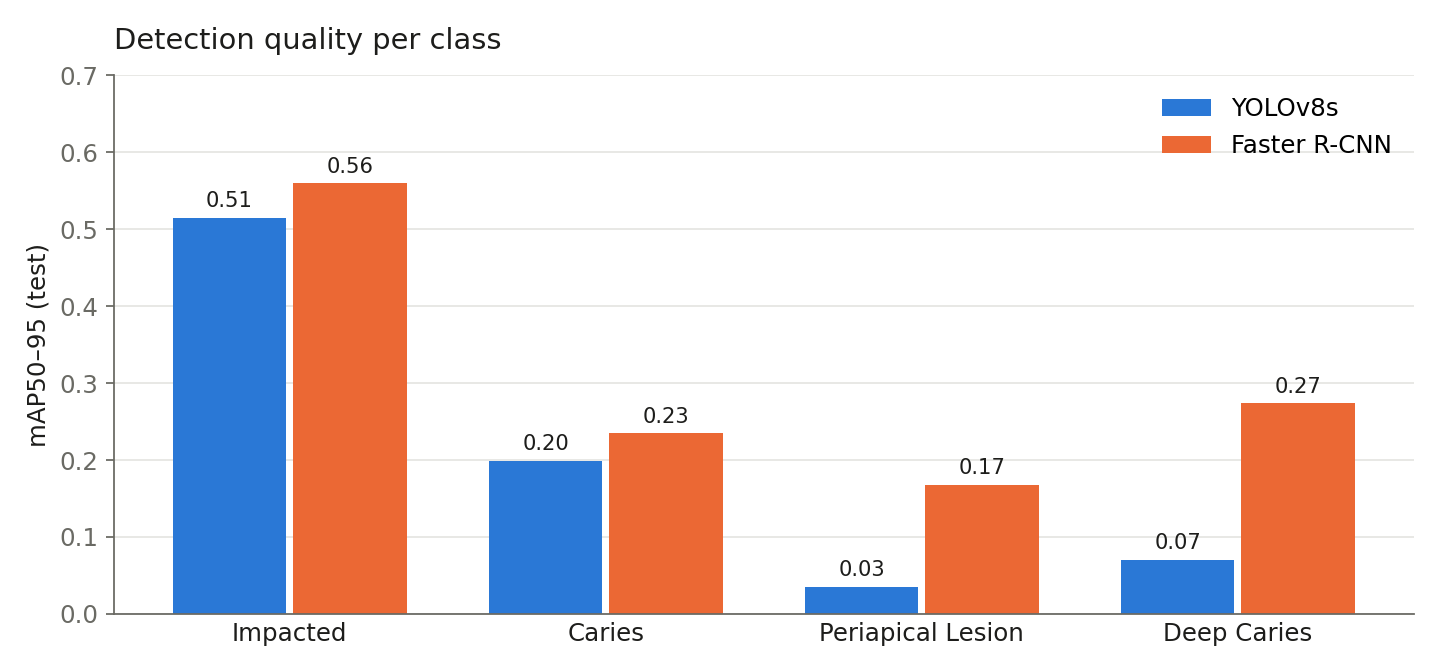 Detection quality per class
YOLOv8s
Faster R-CNN
mAP50–95 (test)
0.7
0.6
0.5
0.4
0.3
0.2
0.1
0.0
0.51
0.56
0.20
0.23
0.03
0.17
0.07
0.27
Impacted
Caries
Periapical Lesion
Deep Caries